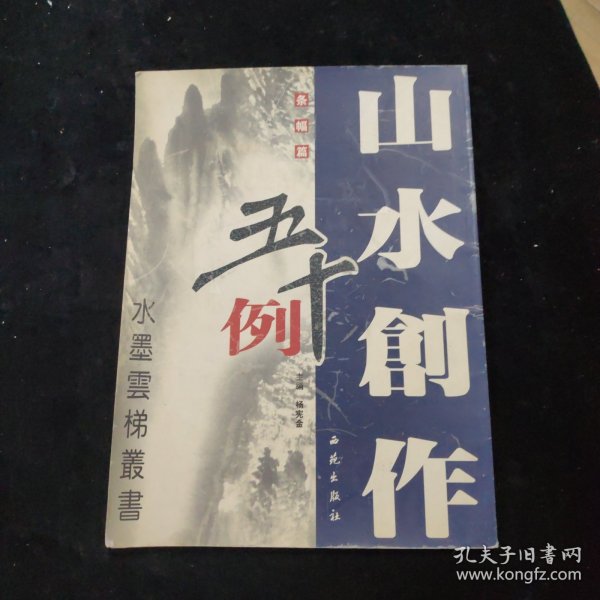 山水創作
条幅篇
五十
例
主编 杨宪金
西苑出版社
水墨雲梯叢書
孔夫子旧書网
www.kongfz.com